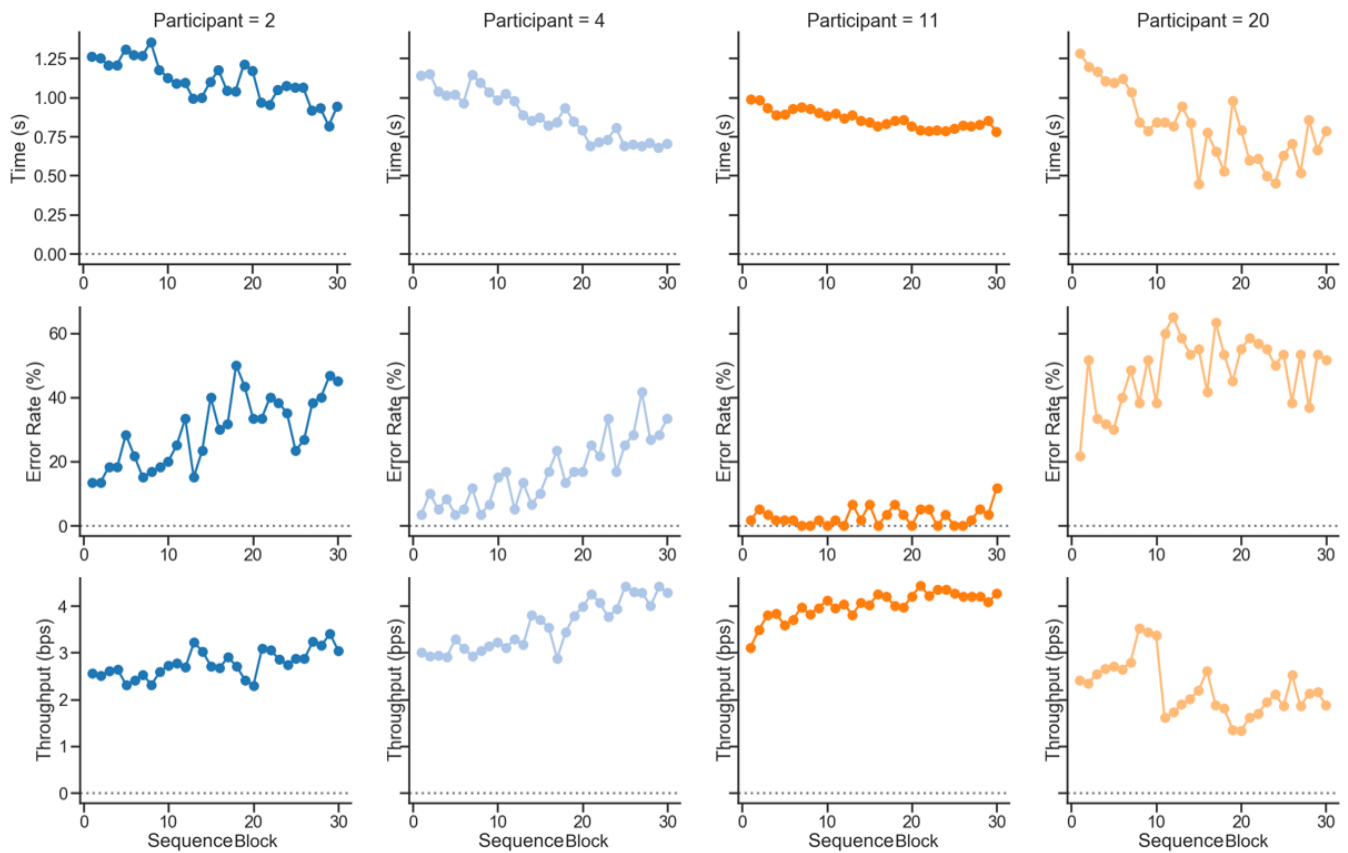 Participant = 2
Participant = 4
Participant = 11
Participant = 20
Time (s)
1.25
1.00
0.75
0.50
0.25
0.00
0 10 20 30
Time (s)
0 10 20 30
Time (s)
0 10 20 30
Time (s)
0 10 20 30
Error Rate (%)
60
40
20
0
0 10 20 30
Error Rate (%)
0 10 20 30
Error Rate (%)
0 10 20 30
Error Rate (%)
0 10 20 30
Throughput (bps)
4
3
2
1
0
0 10 20 30
SequenceBlock
Throughput (bps)
0 10 20 30
SequenceBlock
Throughput (bps)
0 10 20 30
SequenceBlock
Throughput (bps)
0 10 20 30
SequenceBlock